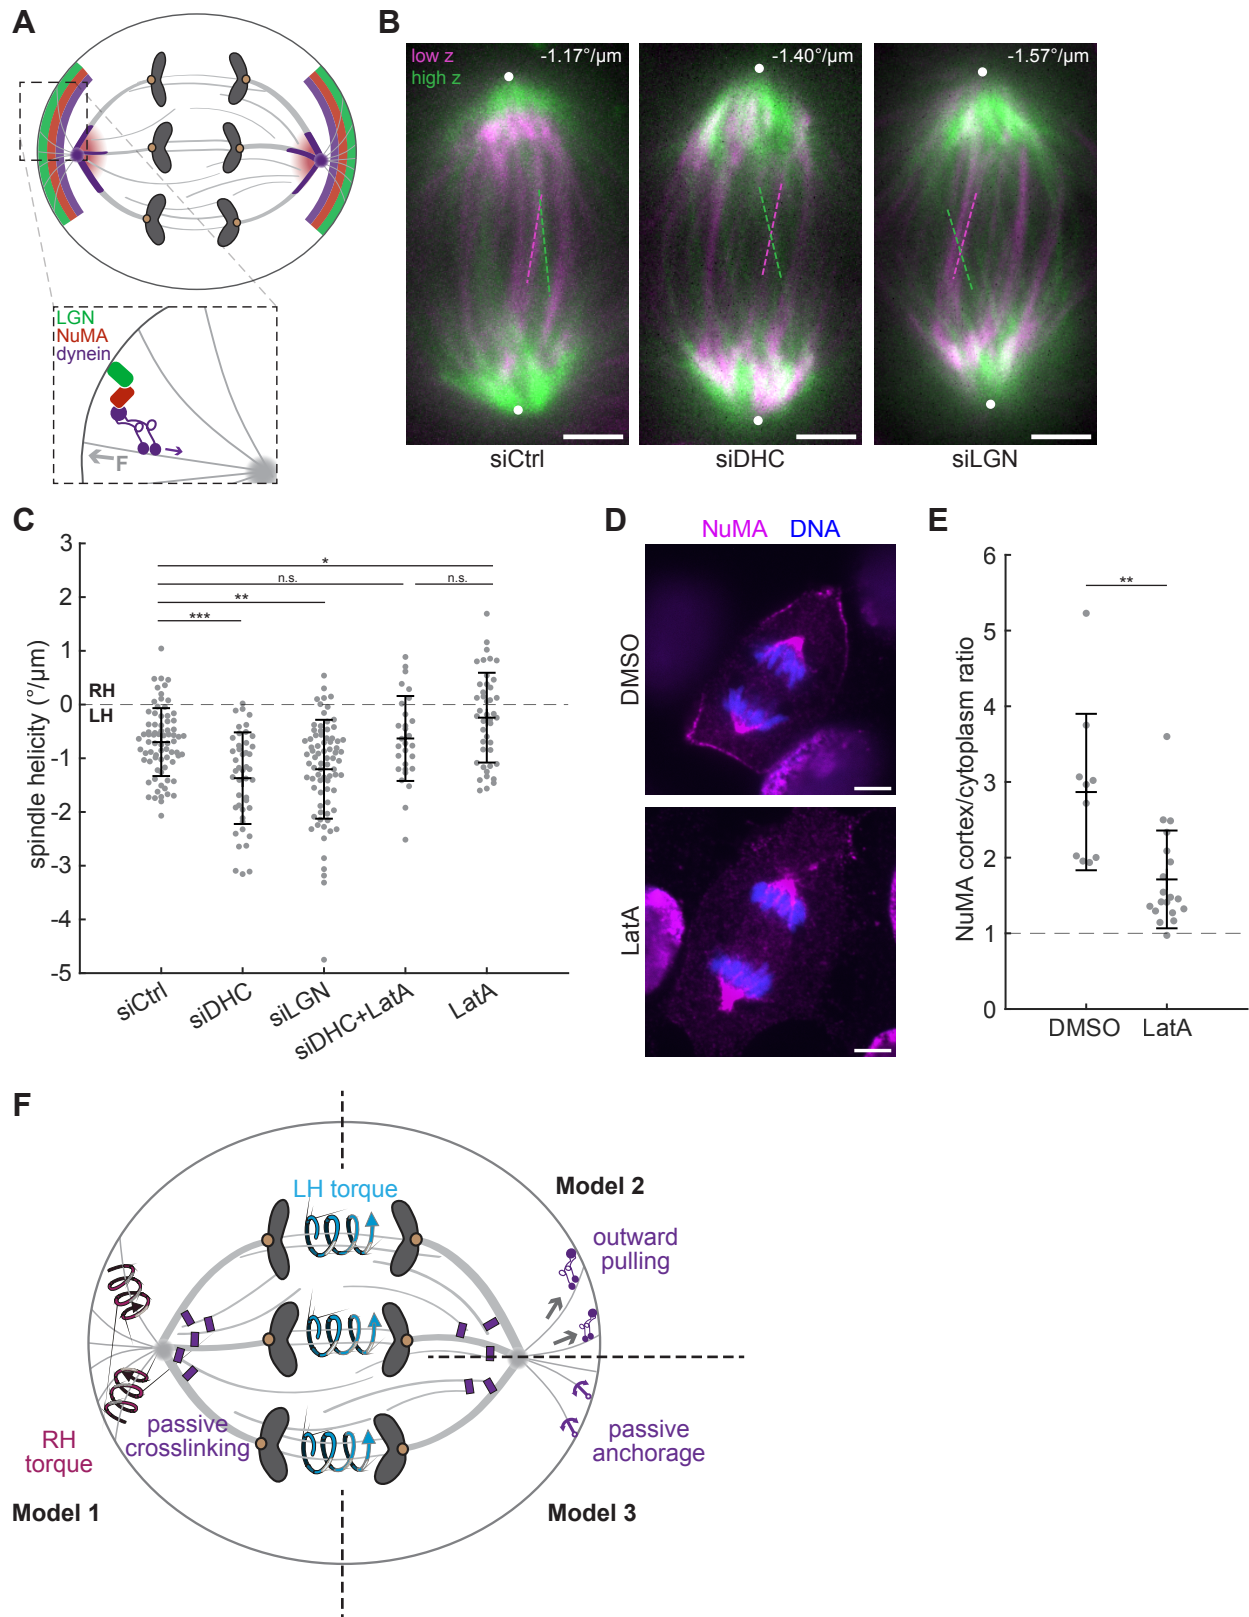 A
LGN
NuMA
dynein
F
B
low z
high z
-1.17°/µm
-1.40°/µm
-1.57°/µm
siCtrl
siDHC
siLGN
C
spindle helicity (°/µm)
3
2
1
0
-1
-2
-3
-4
-5
RH
LH
*
n.s.
n.s.
**
***
siCtrl
siDHC
siLGN
siDHC+LatA
LatA
D
NuMA DNA
DMSO
LatA
E
NuMA cortex/cytoplasm ratio
6
5
4
3
2
1
0
**
DMSO
LatA
F
LH torque
Model 2
outward
pulling
passive
crosslinking
RH
torque
Model 1
passive
anchorage
Model 3